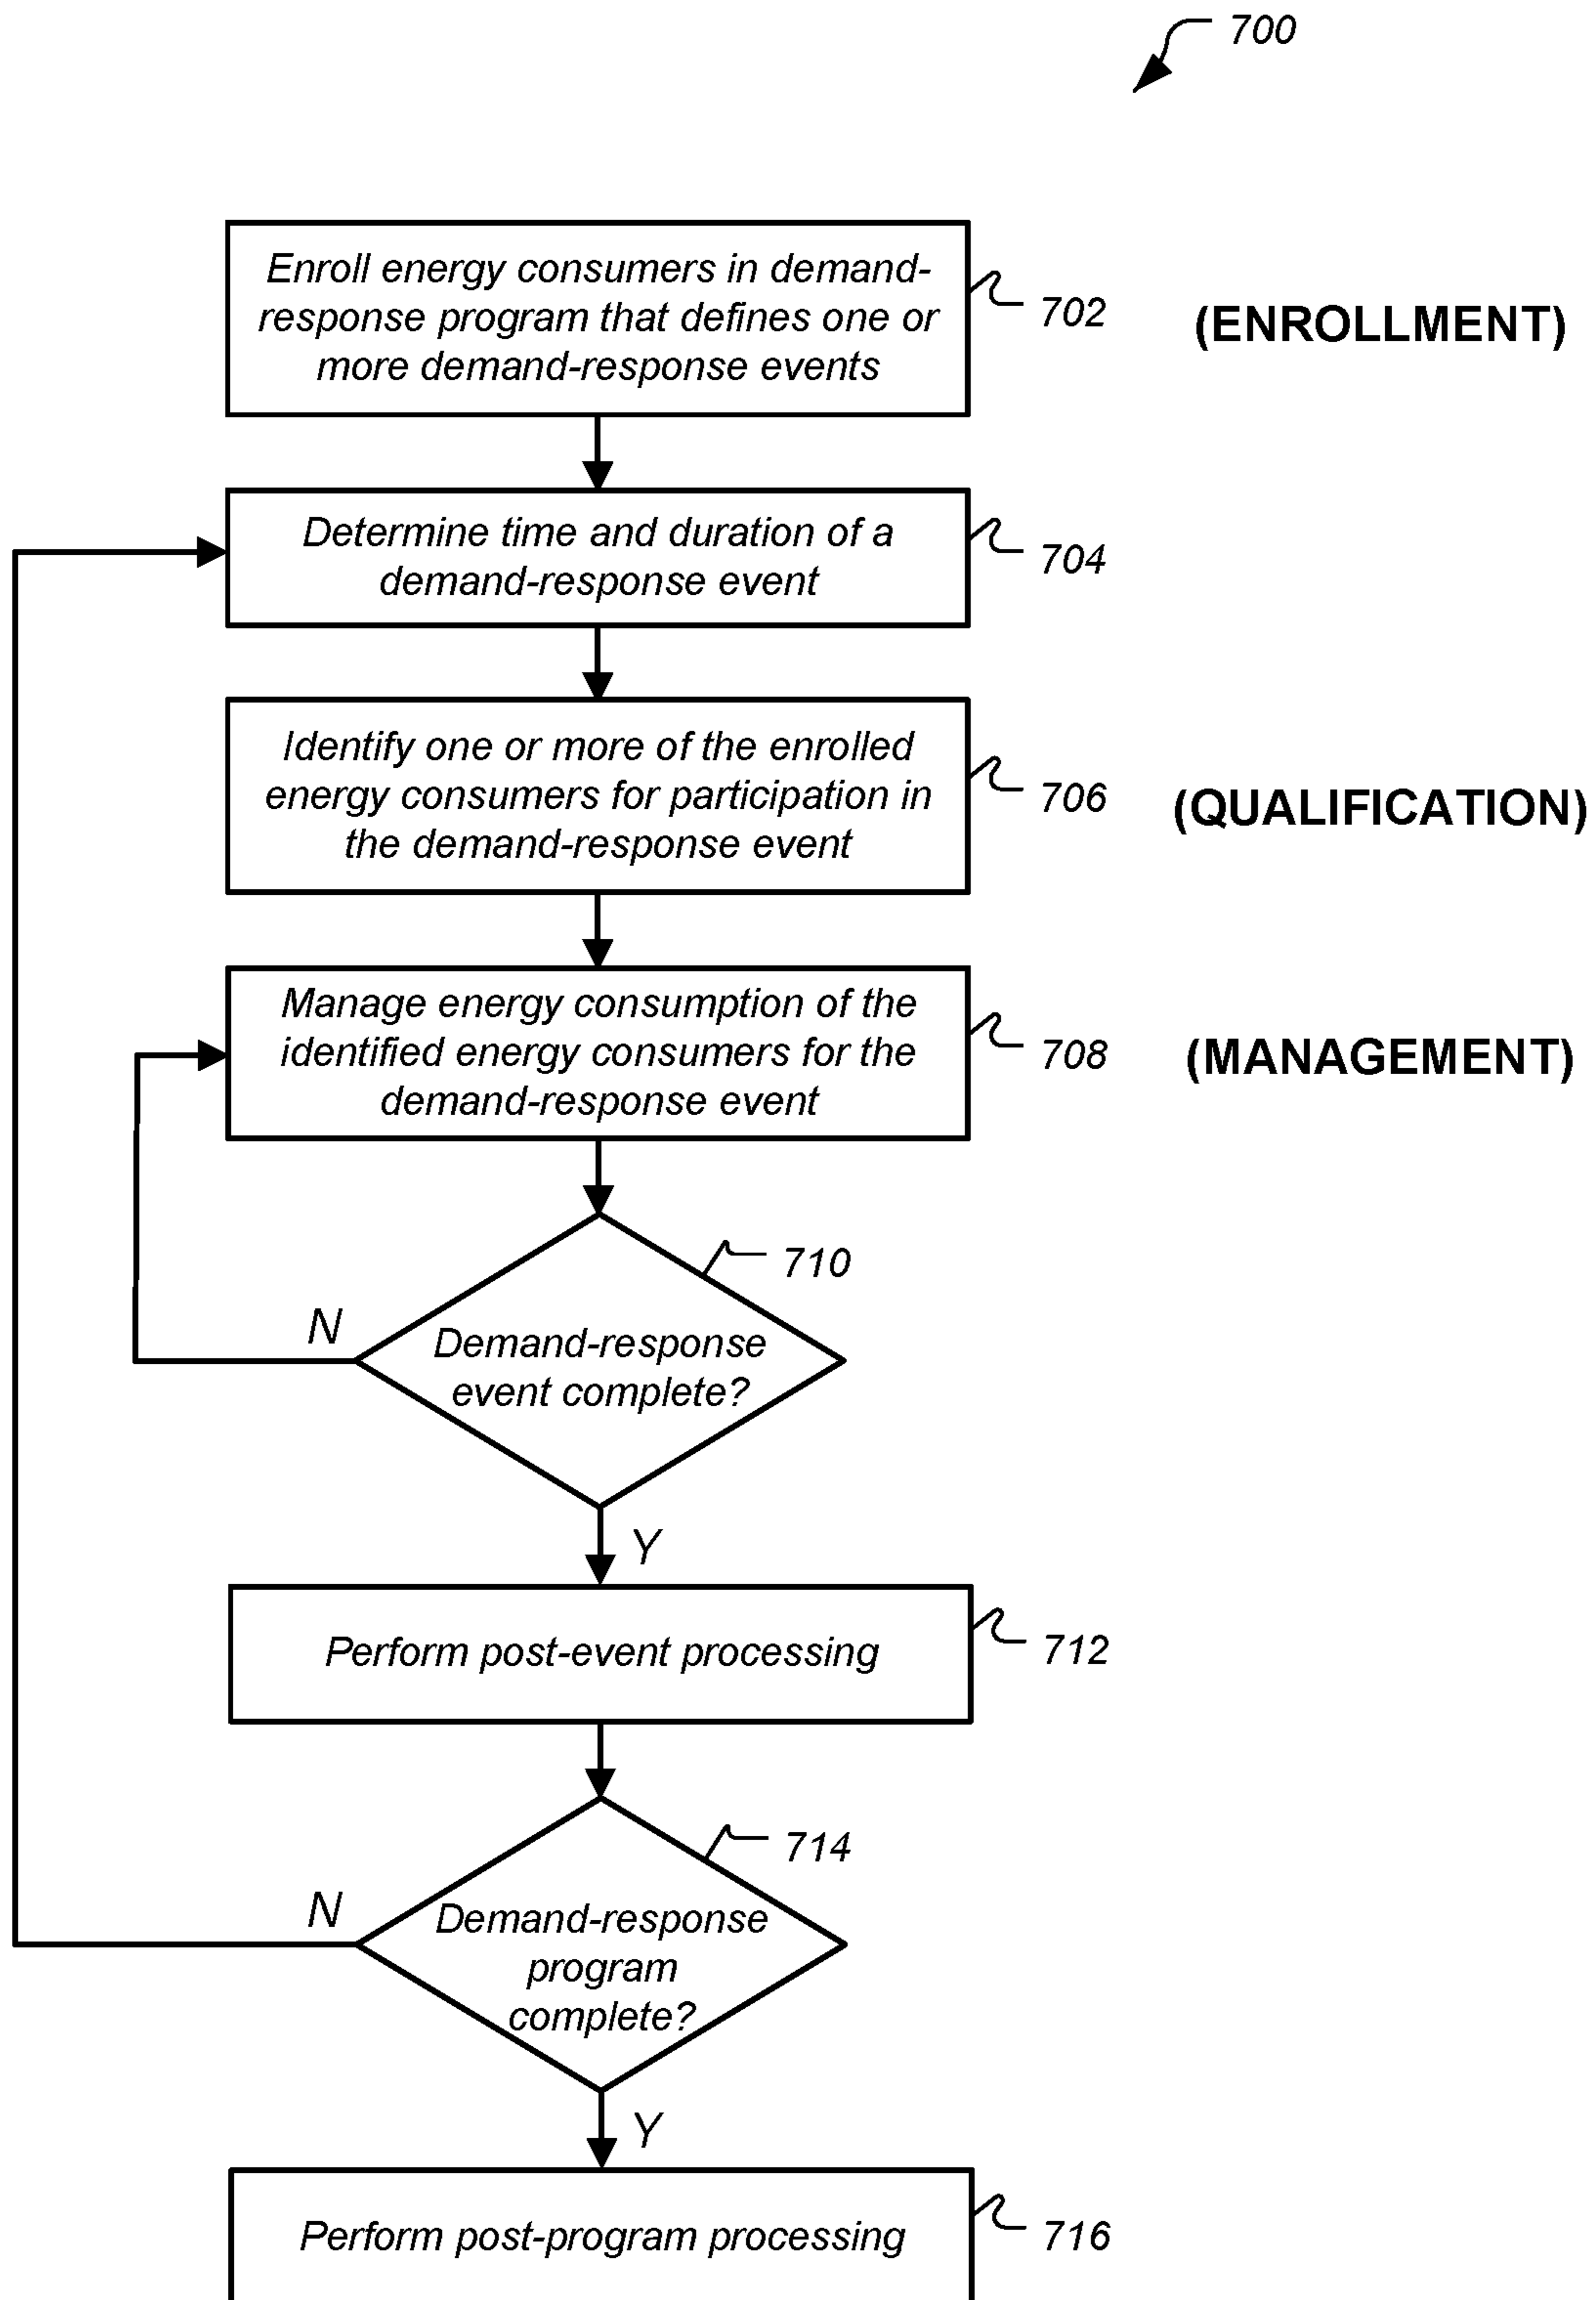 700
Enroll energy consumers in demand-
response program that defines one or
more demand-response events
702
(ENROLLMENT)
Determine time and duration of a
demand-response event
704
Identify one or more of the enrolled
energy consumers for participation in
the demand-response event
706
(QUALIFICATION)
Manage energy consumption of the
identified energy consumers for the
demand-response event
708
(MANAGEMENT)
710
N
Demand-response
event complete?
Y
Perform post-event processing
712
714
N
Demand-response
program
complete?
Y
Perform post-program processing
716